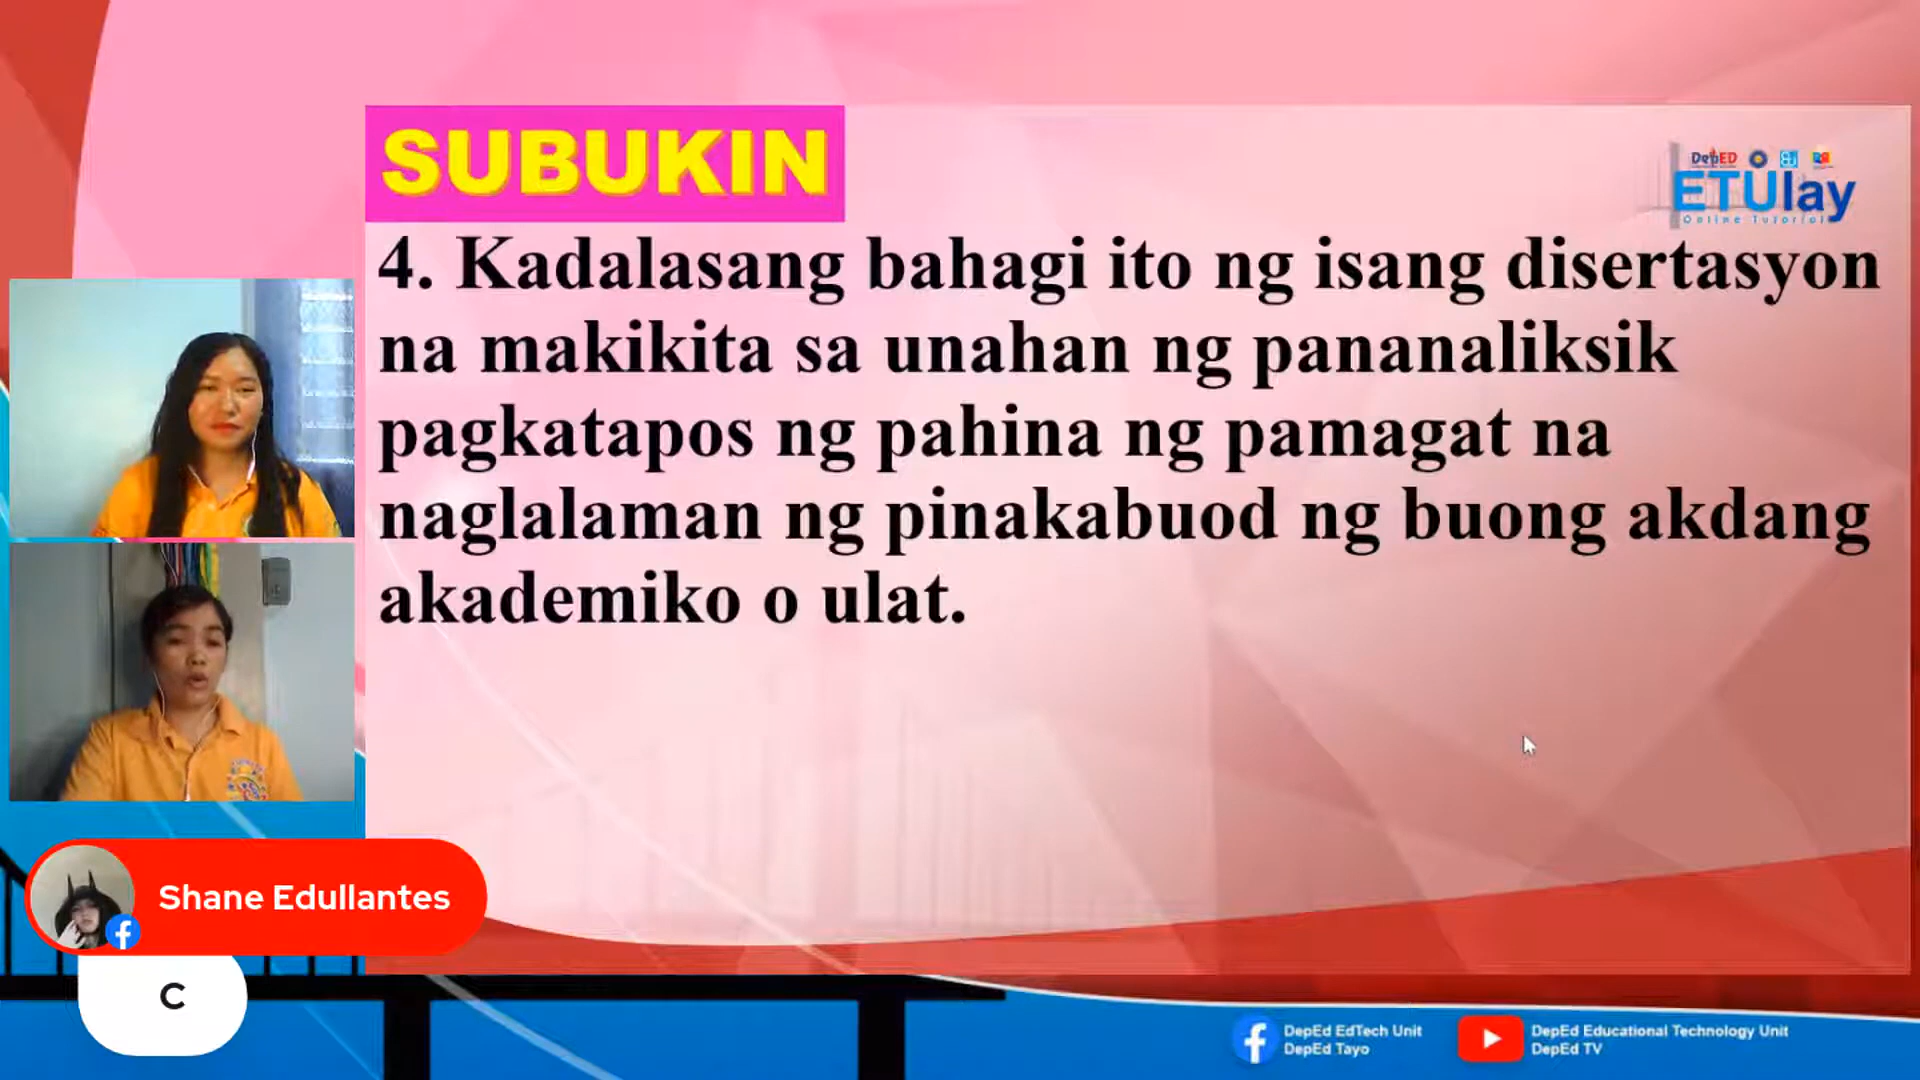 SUBUKIN
DepED
ETUlay
Online Tutorial
4. Kadalasang bahagi ito ng isang disertasyon
na makikita sa unahan ng pananaliksik
pagkatapos ng pahina ng pamagat na
naglalaman ng pinakabuod ng buong akdang
akademiko o ulat.
Shane Edullantes
C
DepEd EdTech Unit
DepEd Tayo
DepEd Educational Technology Unit
DepEd TV